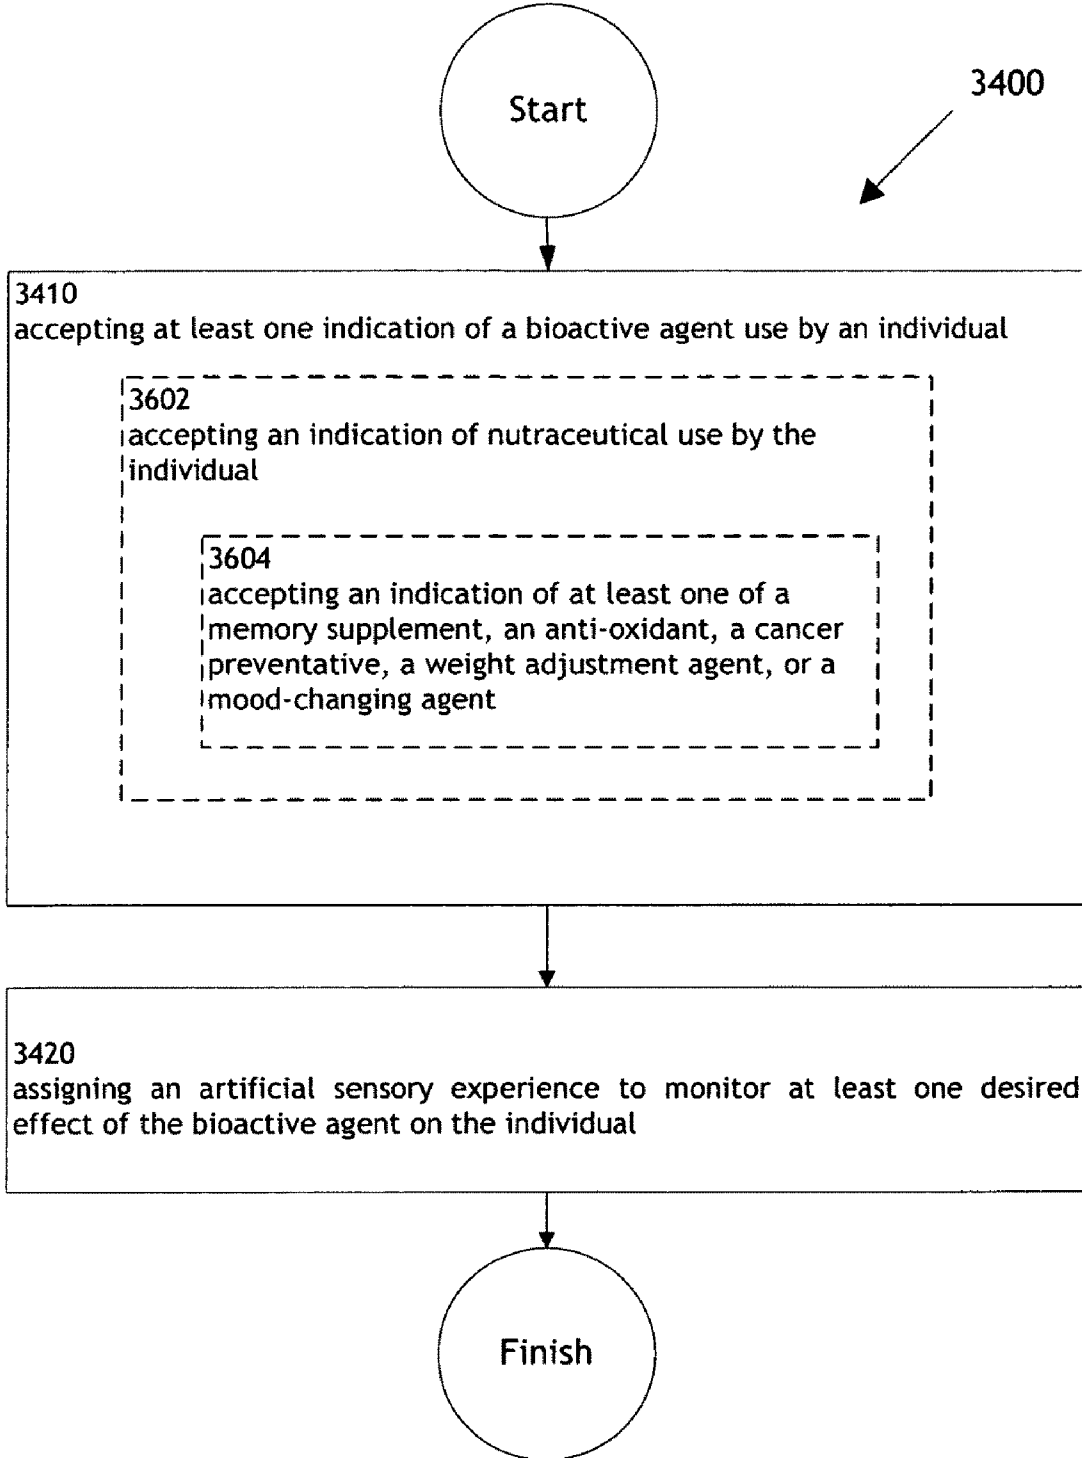 Start
3400
3410
accepting at least one indication of a bioactive agent use by an individual
3602
accepting an indication of nutraceutical use by the
individual
3604
accepting an indication of at least one of a
memory supplement, an anti-oxidant, a cancer
preventative, a weight adjustment agent, or a
mood-changing agent
3420
assigning an artificial sensory experience to monitor at least one desired
effect of the bioactive agent on the individual
Finish